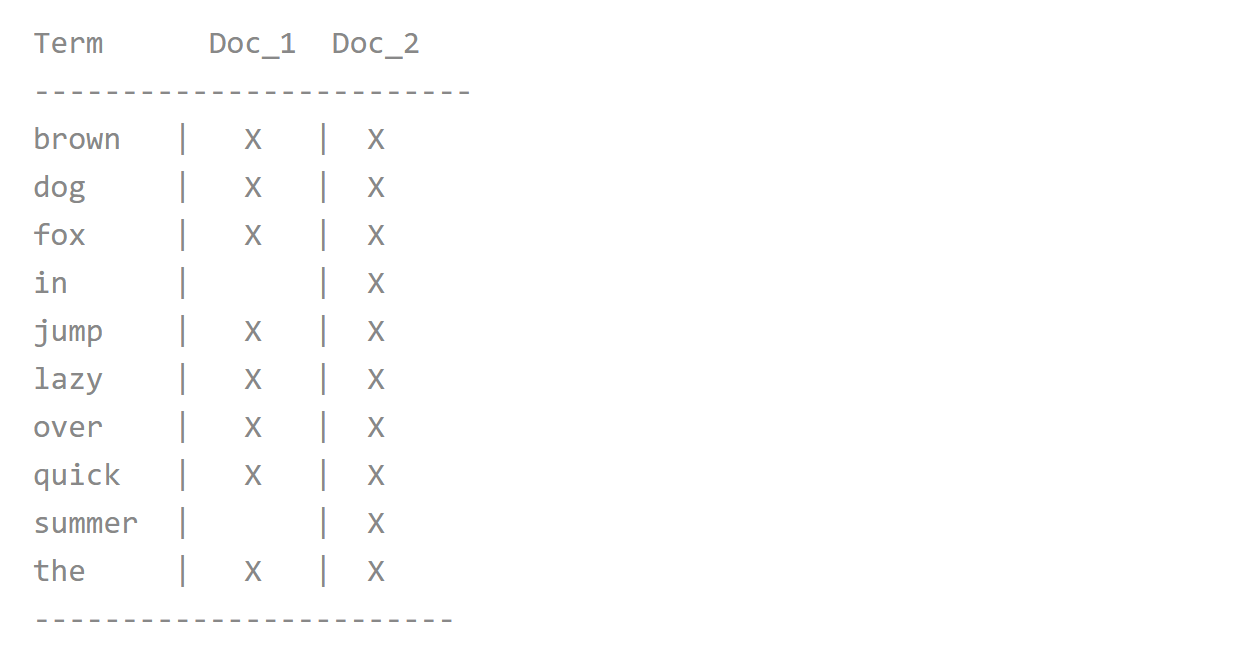 Term      Doc_1  Doc_2
-------------------------
brown   |   X   |  X
dog     |   X   |  X
fox     |   X   |  X
in      |       |  X
jump    |   X   |  X
lazy    |   X   |  X
over    |   X   |  X
quick   |   X   |  X
summer  |       |  X
the     |   X   |  X
------------------------